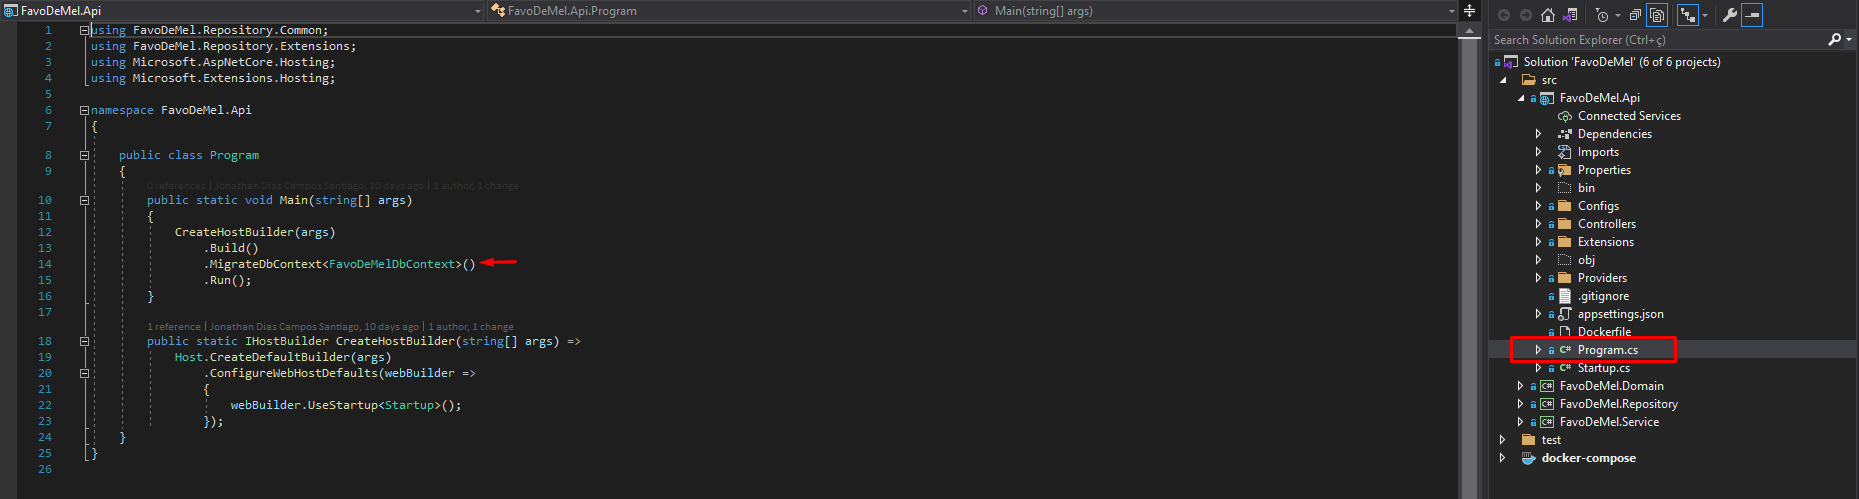 FavoDeMel.Api
FavoDeMel.Api.Program
Main(string[] args)
1 using FavoDeMel.Repository.Common;
2 using FavoDeMel.Repository.Extensions;
3 using Microsoft.AspNetCore.Hosting;
4 using Microsoft.Extensions.Hosting;
5
6 namespace FavoDeMel.Api
7 {
8 public class Program
9 {
0 references | Jonathan Dias Campos Santiago, 10 days ago | 1 author, 1 change
10 public static void Main(string[] args)
11 {
12 CreateHostBuilder(args)
13 .Build()
14 .MigrateDbContext<FavoDeMelDbContext>()
15 .Run();
16 }
17
1 reference | Jonathan Dias Campos Santiago, 10 days ago | 1 author, 1 change
18 public static IHostBuilder CreateHostBuilder(string[] args) =>
19 Host.CreateDefaultBuilder(args)
20 .ConfigureWebHostDefaults(webBuilder =>
21 {
22 webBuilder.UseStartup<Startup>();
23 });
24 }
25 }
26
Search Solution Explorer (Ctrl+ç)
Solution 'FavoDeMel' (6 of 6 projects)
src
FavoDeMel.Api
Connected Services
Dependencies
Imports
Properties
bin
Configs
Controllers
Extensions
obj
Providers
.gitignore
appsettings.json
Dockerfile
C# Program.cs
C# Startup.cs
C# FavoDeMel.Domain
C# FavoDeMel.Repository
C# FavoDeMel.Service
test
docker-compose